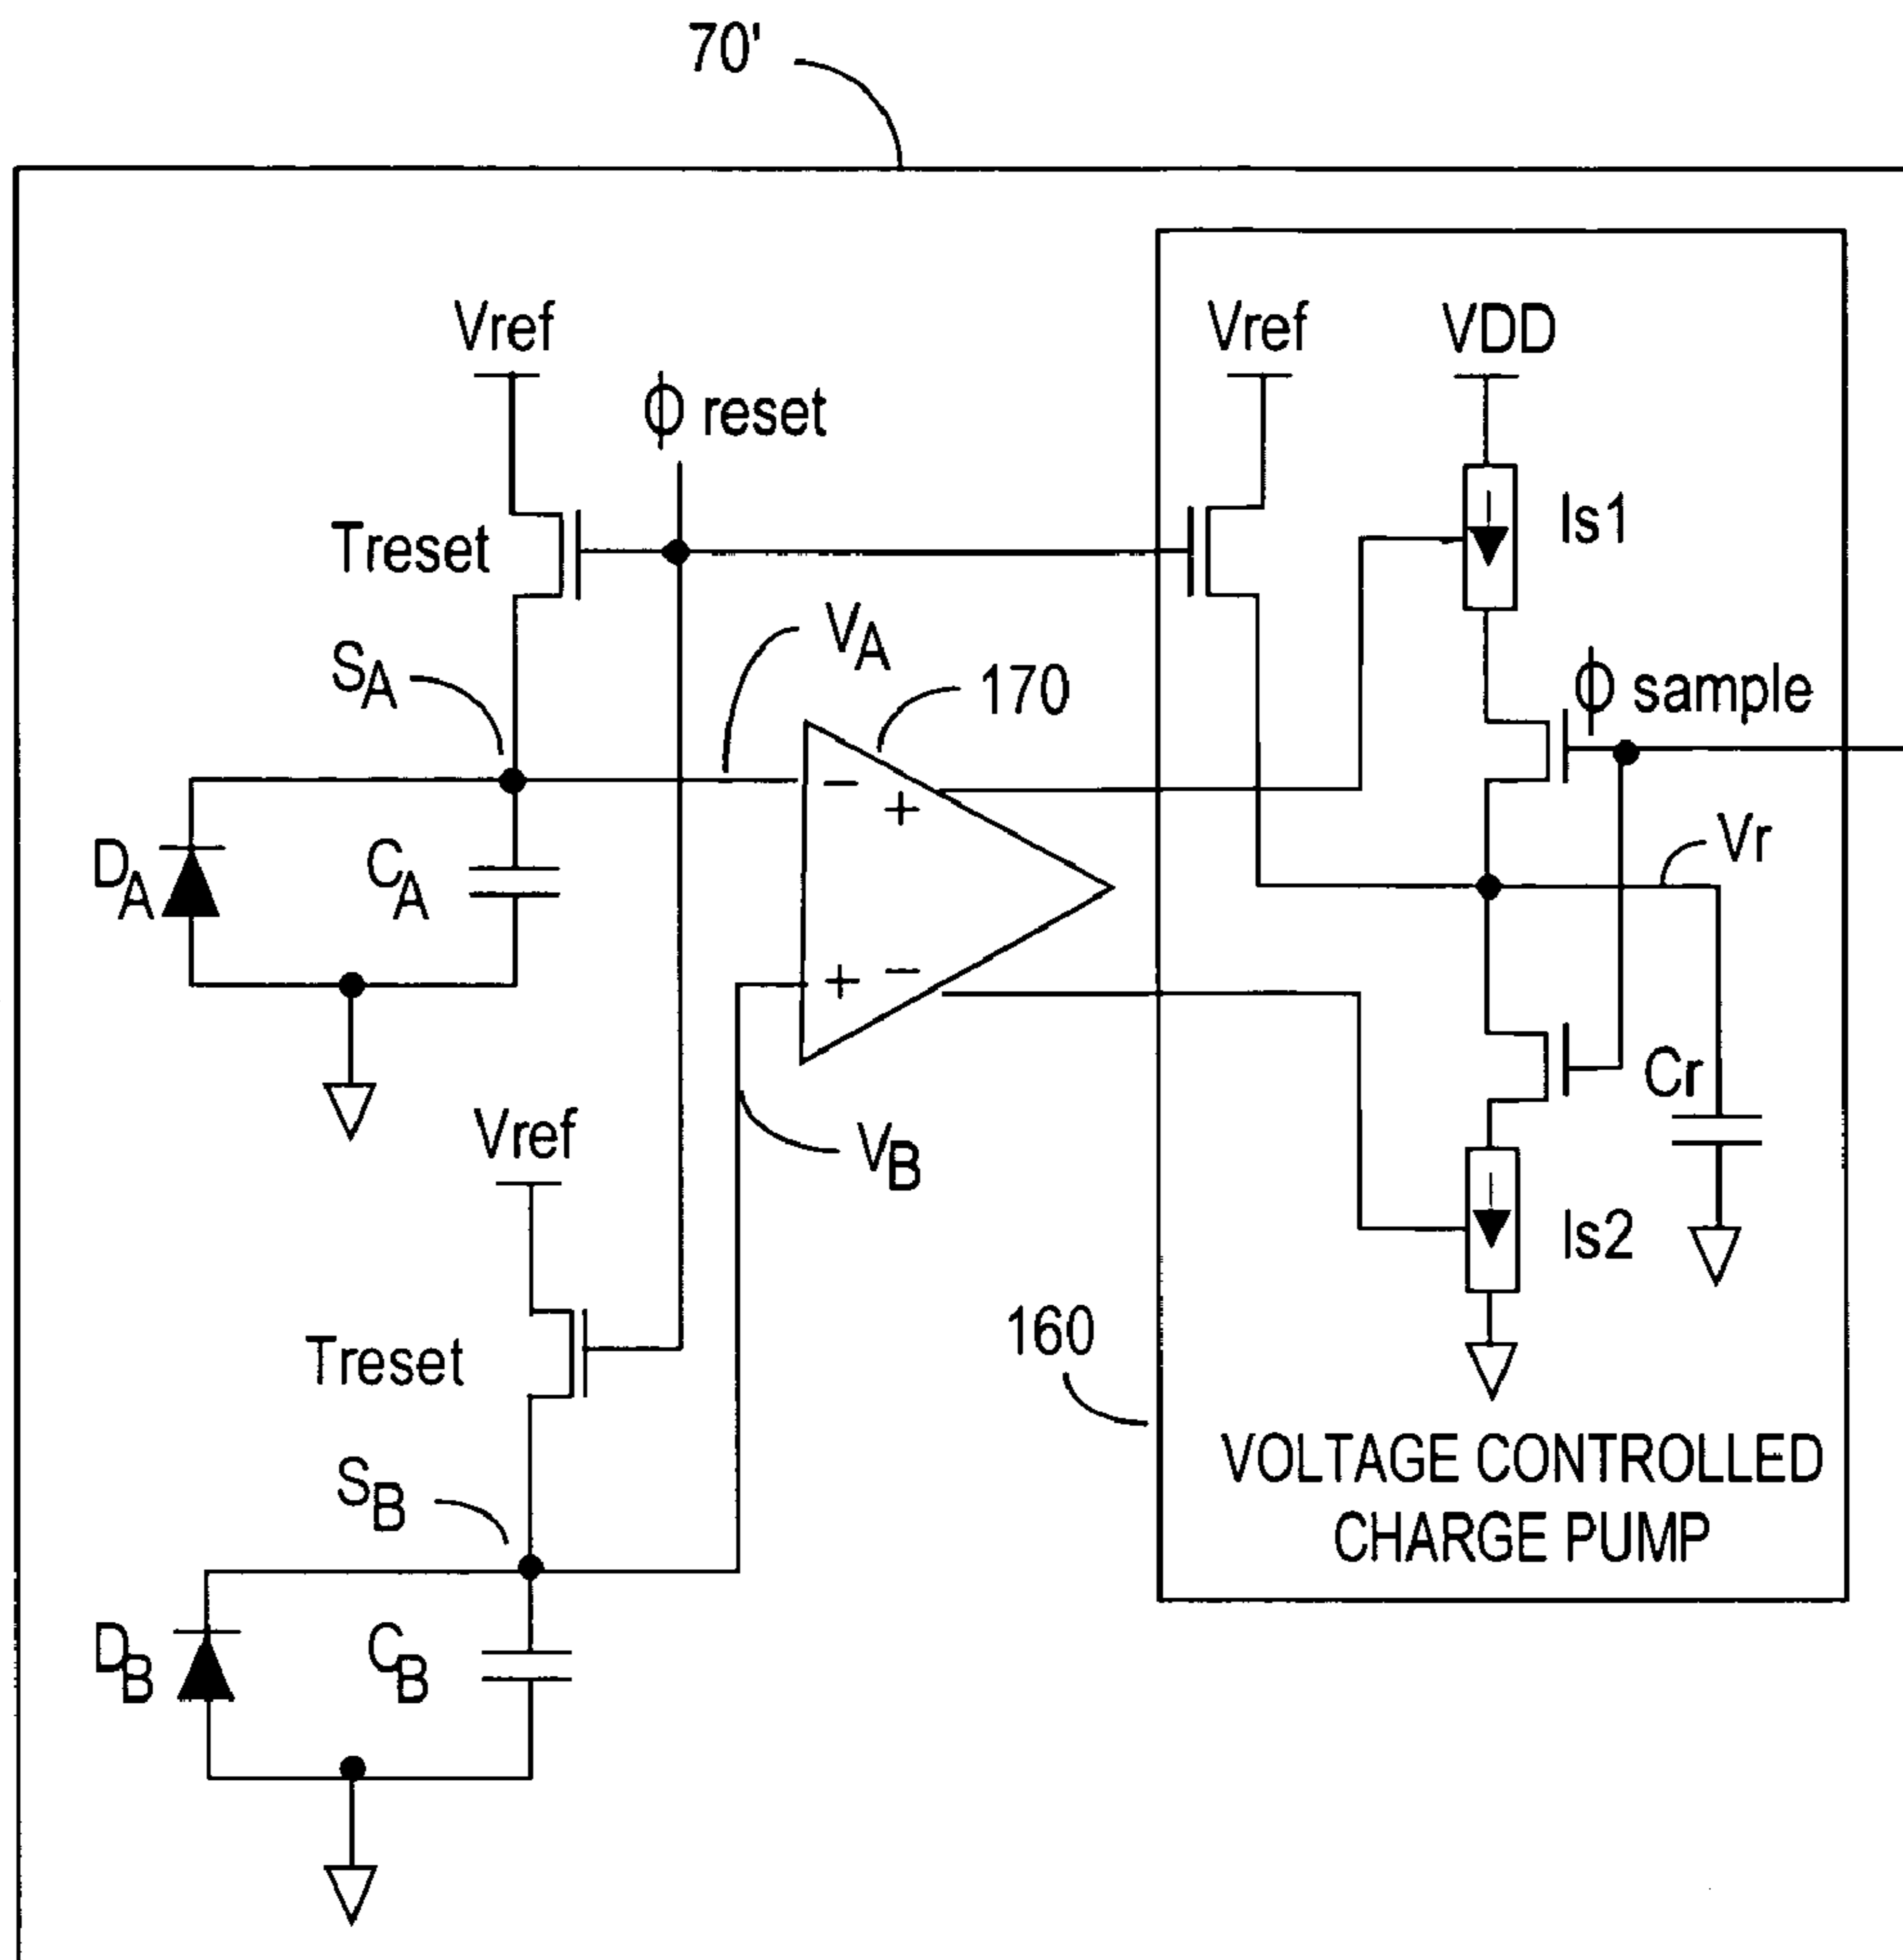 70'
Vref
Vref
VDD
ϕ reset
Treset
Is1
SA
VA
170
ϕ sample
−
+
DA
CA
Vr
+
−
Cr
Vref
VB
Is2
Treset
160
VOLTAGE CONTROLLED
CHARGE PUMP
SB
DB
CB